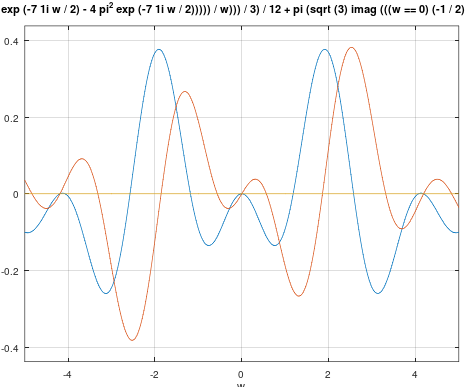 exp (-7 1i w / 2) - 4 pi² exp (-7 1i w / 2))))) / w))) / 3) / 12 + pi (sqrt (3) imag (((w == 0) (-1 / 2)
0.4
0.2
0
-0.2
-0.4
-4 -2 0 2 4
w